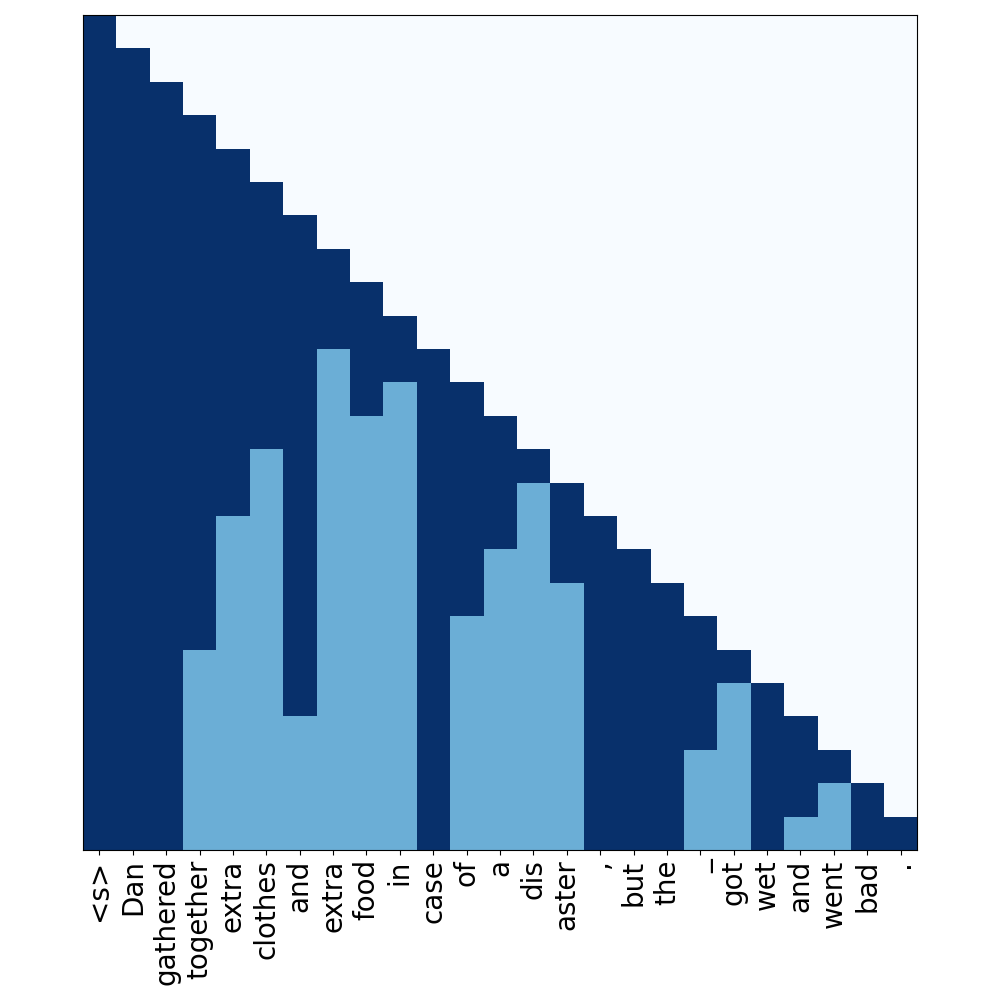 <s> Dan gathered together extra clothes and extra food in case of a dis aster , but the _ got wet and went bad .